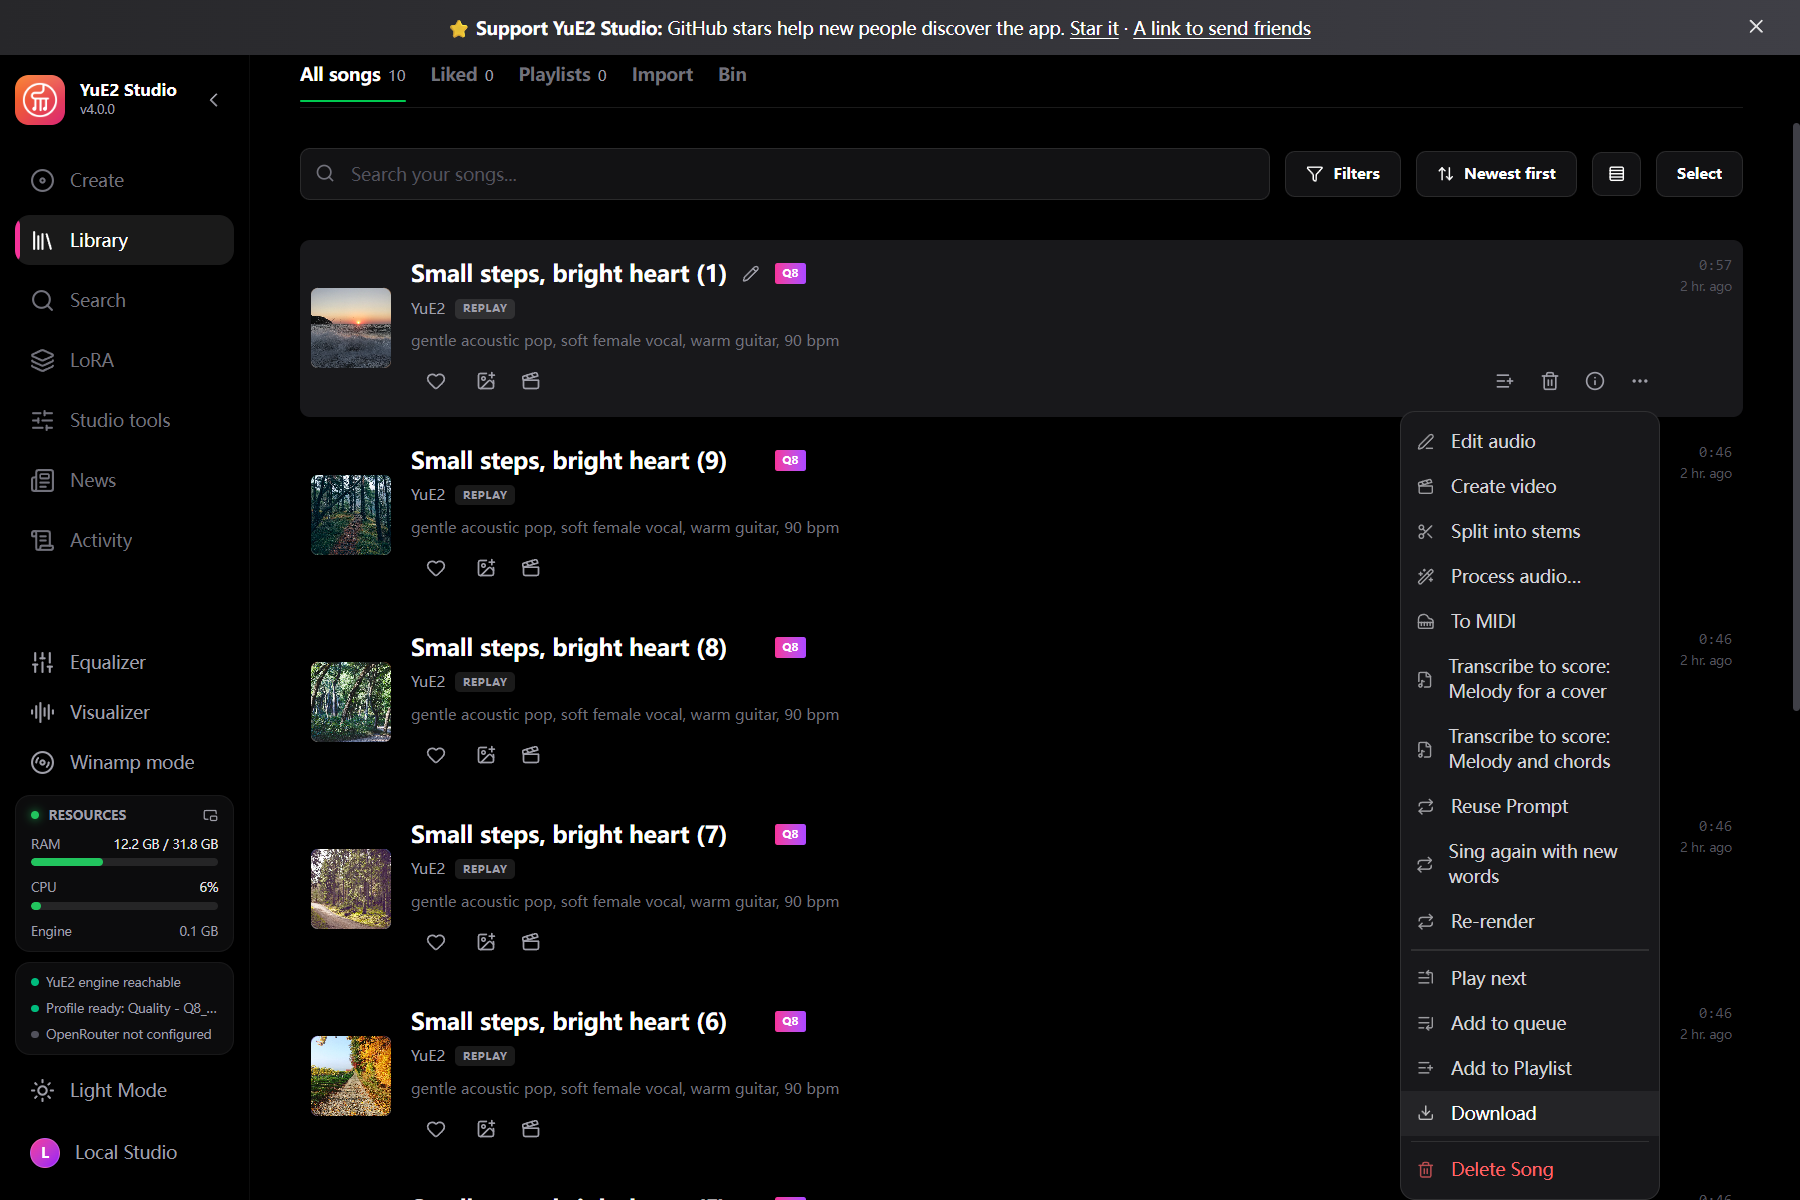 Support YuE2 Studio: GitHub stars help new people discover the app. Star it · A link to send friends
YuE2 Studio
v4.0.0
Create
Library
Search
LoRA
Studio tools
News
Activity
Equalizer
Visualizer
Winamp mode
RESOURCES
RAM 12.2 GB / 31.8 GB
CPU 6%
Engine 0.1 GB
YuE2 engine reachable
Profile ready: Quality - Q8_...
OpenRouter not configured
Light Mode
L Local Studio
All songs 10 Liked 0 Playlists 0 Import Bin
Search your songs...
Filters Newest first Select
Small steps, bright heart (1) Q8
0:57
YuE2 REPLAY
2 hr. ago
gentle acoustic pop, soft female vocal, warm guitar, 90 bpm
Small steps, bright heart (9) Q8
0:46
YuE2 REPLAY
2 hr. ago
gentle acoustic pop, soft female vocal, warm guitar, 90 bpm
Small steps, bright heart (8) Q8
0:46
YuE2 REPLAY
2 hr. ago
gentle acoustic pop, soft female vocal, warm guitar, 90 bpm
Small steps, bright heart (7) Q8
0:46
YuE2 REPLAY
2 hr. ago
gentle acoustic pop, soft female vocal, warm guitar, 90 bpm
Small steps, bright heart (6) Q8
0:46
YuE2 REPLAY
2 hr. ago
gentle acoustic pop, soft female vocal, warm guitar, 90 bpm
Edit audio
Create video
Split into stems
Process audio...
To MIDI
Transcribe to score:
Melody for a cover
Transcribe to score:
Melody and chords
Reuse Prompt
Sing again with new
words
Re-render
Play next
Add to queue
Add to Playlist
Download
Delete Song